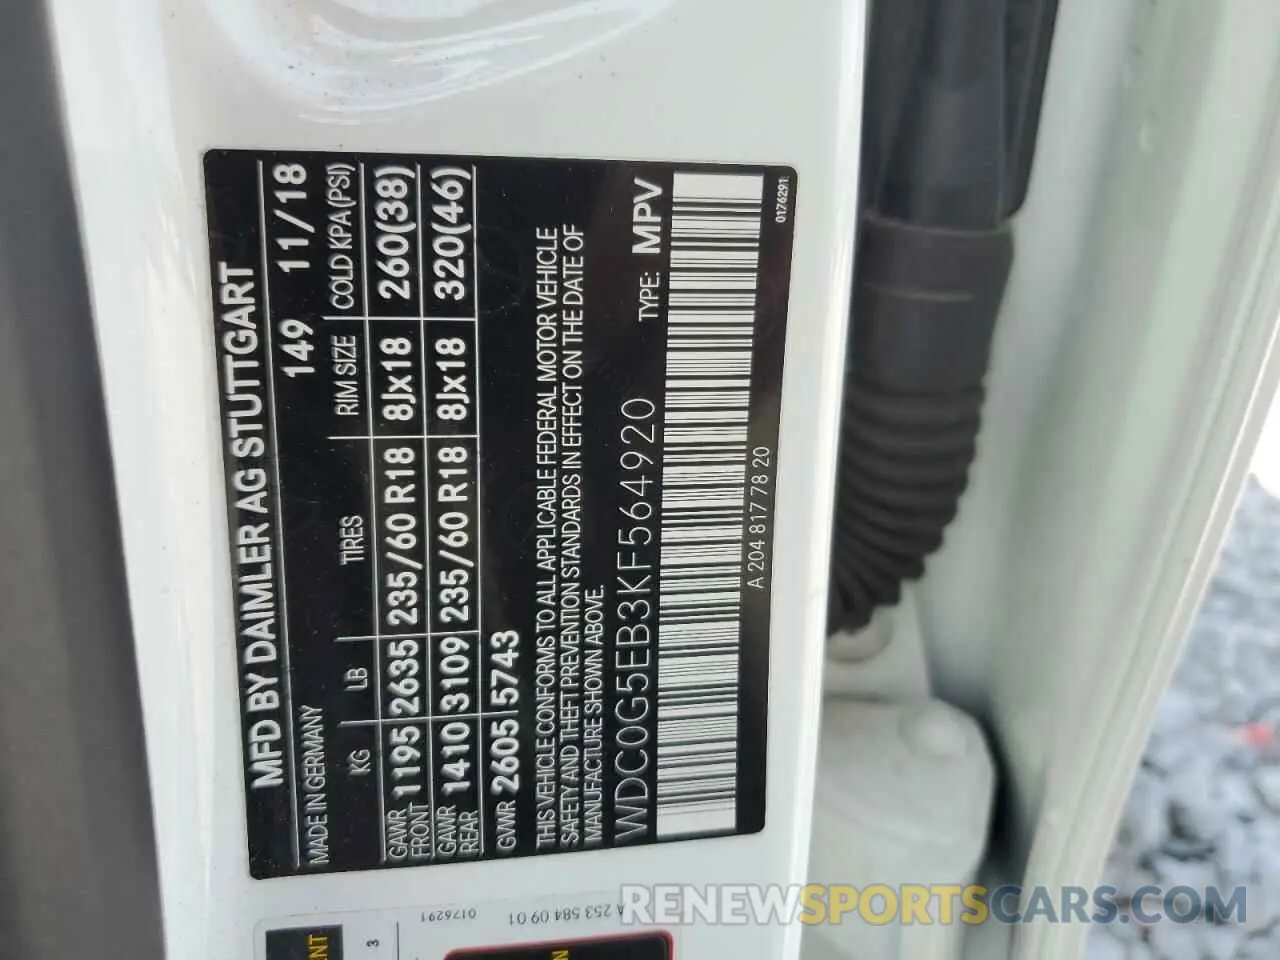 MFD BY DAIMLER AG STUTTGART
MADE IN GERMANY 149 11/18
KG LB TIRES RIM SIZE COLD KPA(PSI)
GAWR FRONT 1195 2635 235/60 R18 8Jx18 260(38)
GAWR REAR 1410 3109 235/60 R18 8Jx18 320(46)
GVWR 2605 5743
THIS VEHICLE CONFORMS TO ALL APPLICABLE FEDERAL MOTOR VEHICLE
SAFETY AND THEFT PREVENTION STANDARDS IN EFFECT ON THE DATE OF
MANUFACTURE SHOWN ABOVE.
WDC0G5EB3KF564920 TYPE: MPV
A 204 817 78 20
0176291
0176291
A 253 584 09 01
3
RENEWSPORTSCARS.COM